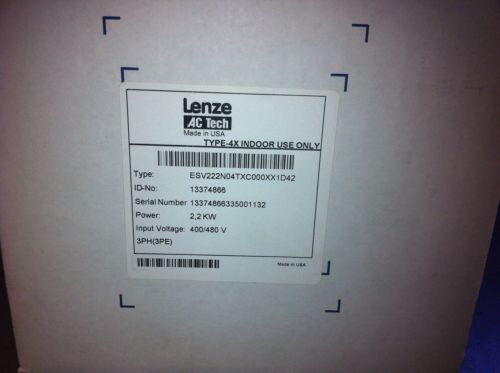 Lenze
AC Tech
Made in USA
TYPE-4X INDOOR USE ONLY
Type: ESV222N04TXC000XX1D42
ID-No: 13374866
Serial Number 13374866335001132
Power: 2,2 KW
Input Voltage: 400/480 V
3PH(3PE)
Made in USA